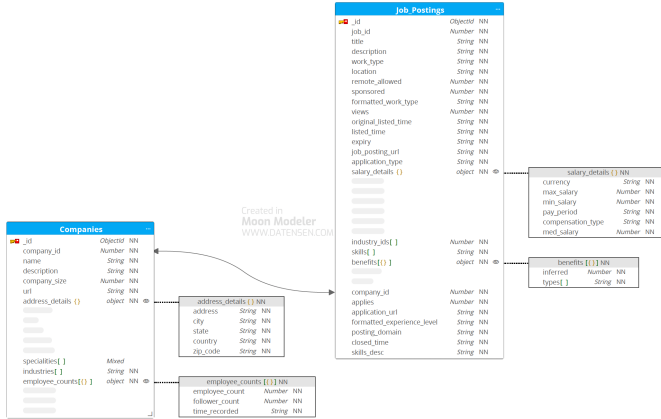 Job_Postings
_id ObjectId NN
job_id Number NN
title String NN
description String NN
work_type String NN
location String NN
remote_allowed Number NN
sponsored Number NN
formatted_work_type String NN
views Number NN
original_listed_time String NN
listed_time String NN
expiry String NN
job_posting_url String NN
application_type String NN
salary_details {} object NN
industry_ids[ ] Number NN
skills[ ] String NN
benefits[{}] object NN
company_id Number NN
applies Number NN
application_url String NN
formatted_experience_level String NN
posting_domain String NN
closed_time String NN
skills_desc String NN
salary_details {} NN
currency String NN
max_salary Number NN
min_salary Number NN
pay_period String NN
compensation_type String NN
med_salary Number NN
benefits [{}] NN
inferred Number NN
types[ ] String NN
Created in
Moon Modeler
WWW.DATENSEN.COM
Companies
_id ObjectId NN
company_id Number NN
name String NN
description String NN
company_size Number NN
url String NN
address_details {} object NN
specialities[ ] Mixed
industries[ ] String NN
employee_counts[{}] object NN
address_details {} NN
address String NN
city String NN
state String NN
country String NN
zip_code String NN
employee_counts [{}] NN
employee_count Number NN
follower_count Number NN
time_recorded String NN